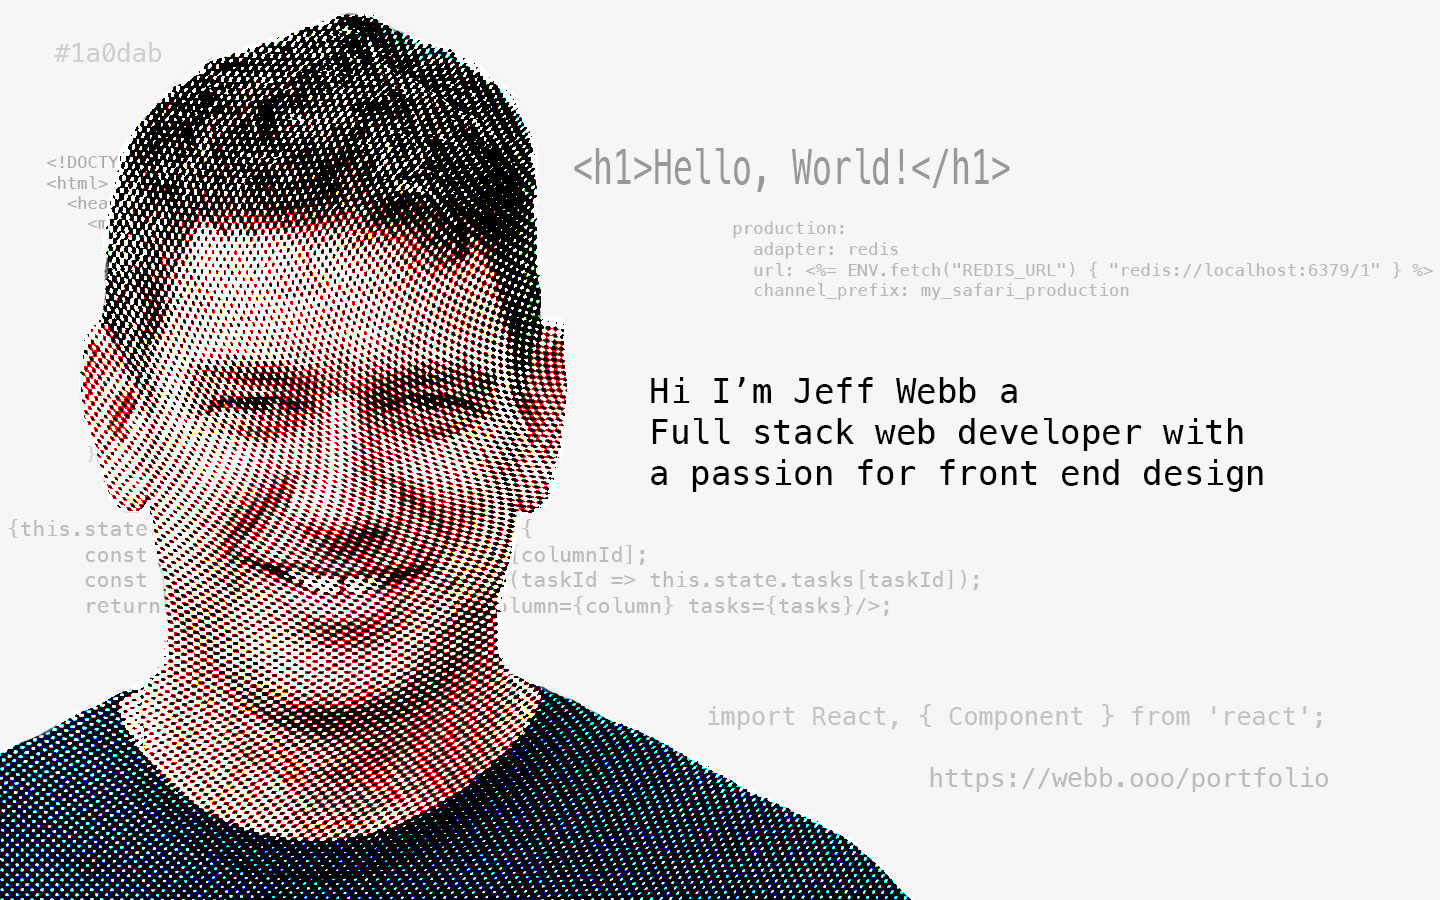 #1a0dab
<!DOCTY
<html>
<hea
<m
<h1>Hello, World!</h1>
production:
adapter: redis
url: <%= ENV.fetch("REDIS_URL") { "redis://localhost:6379/1" } %>
channel_prefix: my_safari_production
Hi I’m Jeff Webb a
Full stack web developer with
a passion for front end design
}
{this.state {
const [columnId];
const (taskId => this.state.tasks[taskId]);
return olumn={column} tasks={tasks}/>;
import React, { Component } from 'react';
https://webb.ooo/portfolio